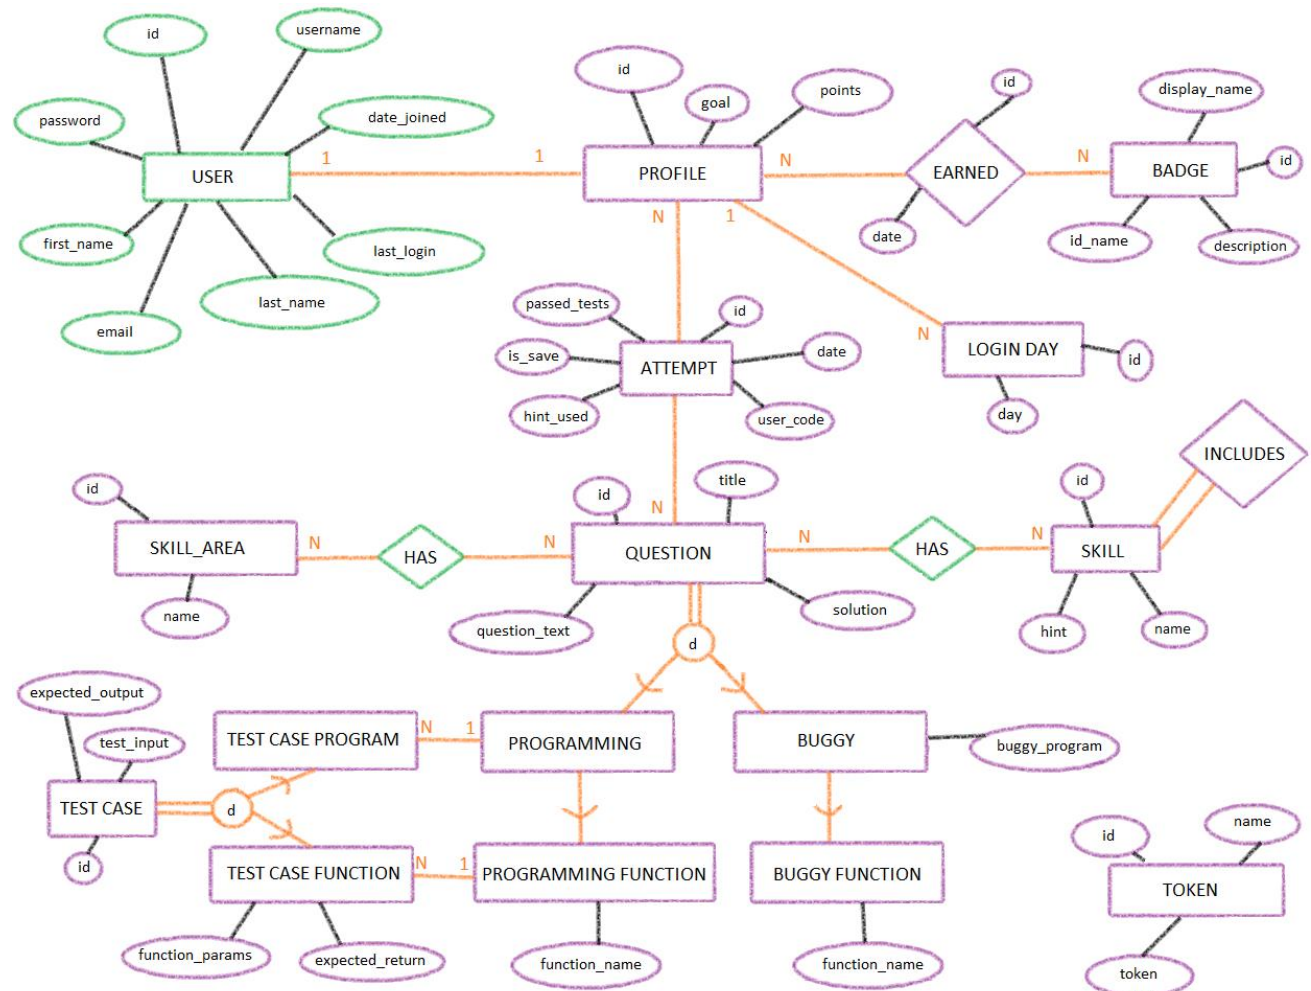 id
username
id
goal
points
id
display_name
password
date_joined
1
1
N
N
id
USER
PROFILE
EARNED
BADGE
N
1
date
id_name
description
first_name
last_login
last_name
email
passed_tests
id
N
LOGIN DAY
id
is_save
ATTEMPT
date
hint_used
user_code
day
INCLUDES
id
id
title
id
N
N
N
N
N
SKILL_AREA
HAS
QUESTION
HAS
SKILL
name
question_text
solution
hint
name
d
expected_output
test_input
N
1
TEST CASE PROGRAM
PROGRAMMING
BUGGY
buggy_program
TEST CASE
d
id
N
1
TEST CASE FUNCTION
PROGRAMMING FUNCTION
BUGGY FUNCTION
id
name
TOKEN
function_params
expected_return
function_name
function_name
token